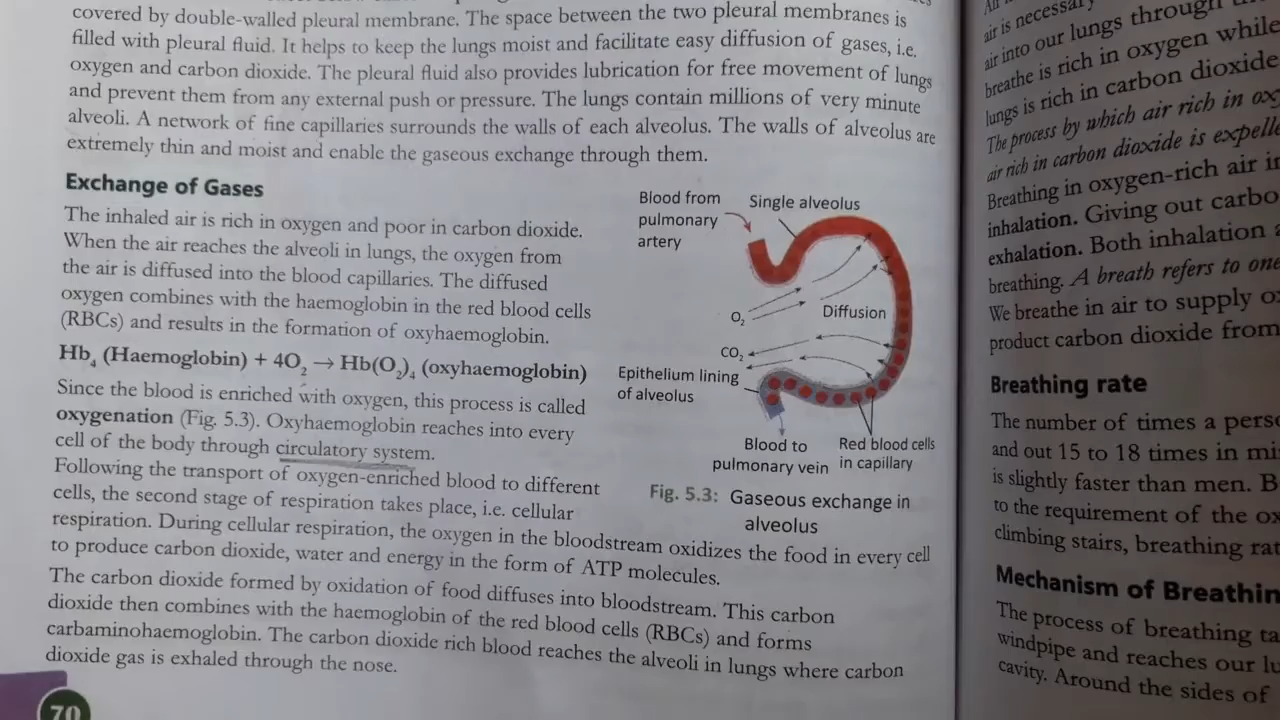 covered by double-walled pleural membrane. The space between the two pleural membranes is
filled with pleural fluid. It helps to keep the lungs moist and facilitate easy diffusion of gases, i.e.
oxygen and carbon dioxide. The pleural fluid also provides lubrication for free movement of lungs
and prevent them from any external push or pressure. The lungs contain millions of very minute
alveoli. A network of fine capillaries surrounds the walls of each alveolus. The walls of alveolus are
extremely thin and moist and enable the gaseous exchange through them.
Exchange of Gases
The inhaled air is rich in oxygen and poor in carbon dioxide.
When the air reaches the alveoli in lungs, the oxygen from
the air is diffused into the blood capillaries. The diffused
oxygen combines with the haemoglobin in the red blood cells
(RBCs) and results in the formation of oxyhaemoglobin.
Hb₄ (Haemoglobin) + 4O₂ → Hb(O₂)₄ (oxyhaemoglobin)
Since the blood is enriched with oxygen, this process is called
oxygenation (Fig. 5.3). Oxyhaemoglobin reaches into every
cell of the body through circulatory system.
Following the transport of oxygen-enriched blood to different
cells, the second stage of respiration takes place, i.e. cellular
respiration. During cellular respiration, the oxygen in the bloodstream oxidizes the food in every cell
to produce carbon dioxide, water and energy in the form of ATP molecules.
The carbon dioxide formed by oxidation of food diffuses into bloodstream. This carbon
dioxide then combines with the haemoglobin of the red blood cells (RBCs) and forms
carbaminohaemoglobin. The carbon dioxide rich blood reaches the alveoli in lungs where carbon
dioxide gas is exhaled through the nose.
Blood from
pulmonary
artery
Single alveolus
O₂
Diffusion
CO₂
Epithelium lining
of alveolus
Blood to
pulmonary vein
Red blood cells
in capillary
Fig. 5.3: Gaseous exchange in
alveolus
70
air is necessary
air into our lungs through
breathe is rich in oxygen while
lungs is rich in carbon dioxide
The process by which air rich in
air rich in carbon dioxide is
Breathing in oxygen-rich air
inhalation. Giving out
exhalation. Both inhalation
breathing. A breath refers to one
We breathe in air to supply
product carbon dioxide from
Breathing rate
The number of times a
and out 15 to 18 times in
is slightly faster than men.
to the requirement of the
climbing stairs, breathing
Mechanism of
The process of breathing
windpipe and reaches our
cavity. Around the sides of